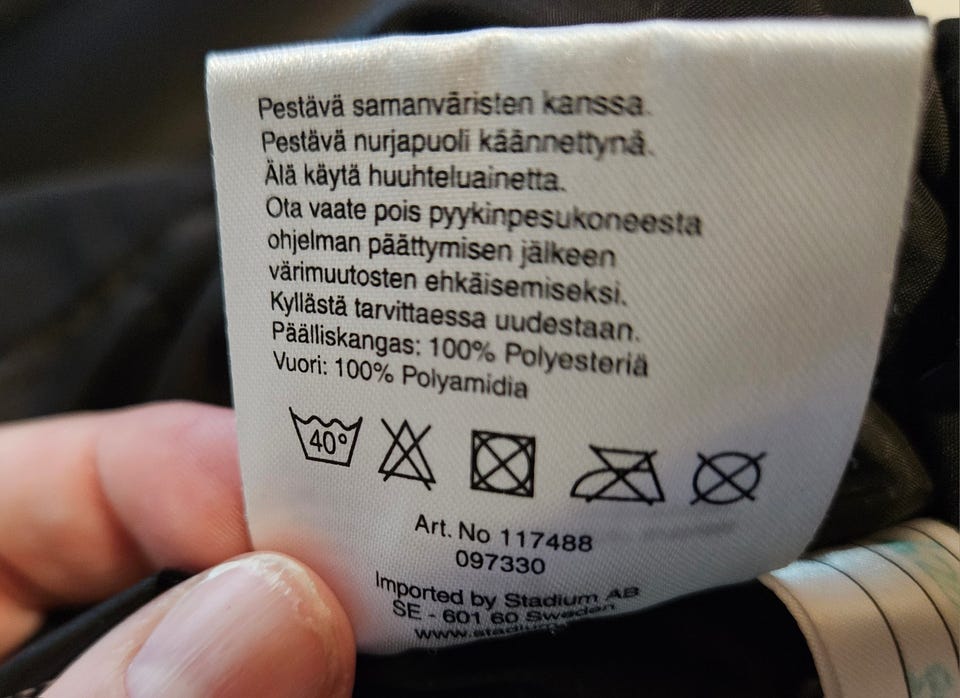 Pestävä samanväristen kanssa.
Pestävä nurjapuoli käännettynä.
Älä käytä huuhteluainetta.
Ota vaate pois pyykinpesukoneesta
ohjelman päättymisen jälkeen
värimuutosten ehkäisemiseksi.
Kyllästä tarvittaessa uudestaan.
Päälliskangas: 100% Polyesteriä
Vuori: 100% Polyamidia
40°
Art. No 117488
097330
Imported by Stadium AB
SE - 601 60 Sweden